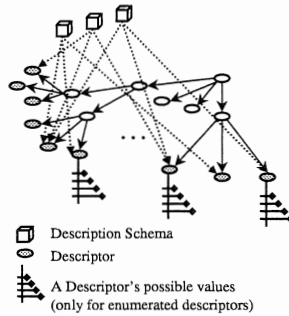 ...
Description Schema
Descriptor
A Descriptor's possible values
(only for enumerated descriptors)